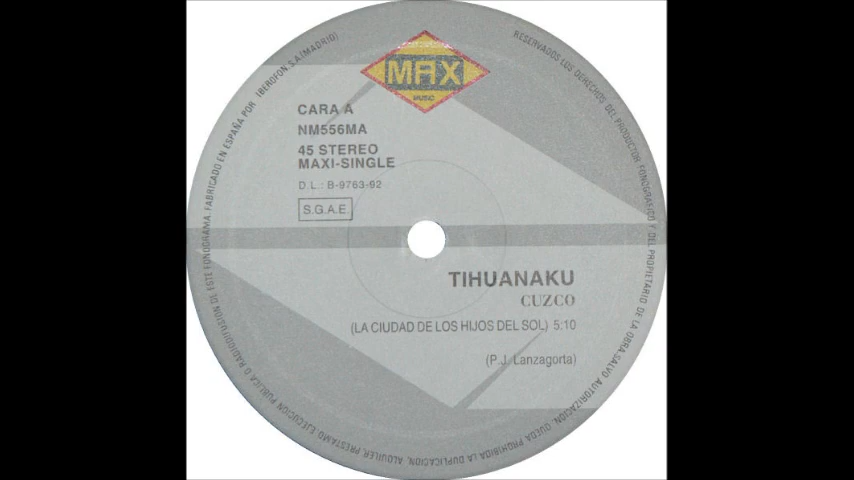 MAX
MUSIC
CARA A
NM556MA
45 STEREO
MAXI-SINGLE
D.L.: B-9763-92
S.G.A.E.
TIHUANAKU
CUZCO
(LA CIUDAD DE LOS HIJOS DEL SOL) 5:10
(P.J. Lanzagorta)
RESERVADOS LOS DERECHOS DEL PRODUCTOR FONOGRAFICO Y DEL PROPIETARIO DE LA OBRA. SALVO AUTORIZACION, QUEDA PROHIBIDA LA DUPLICACION, ALQUILER, PRESTAMO, EJECUCION PUBLICA O RADIODIFUSION DE ESTE FONOGRAMA. FABRICADO EN ESPAÑA POR IBEROFON, S.A. (MADRID)